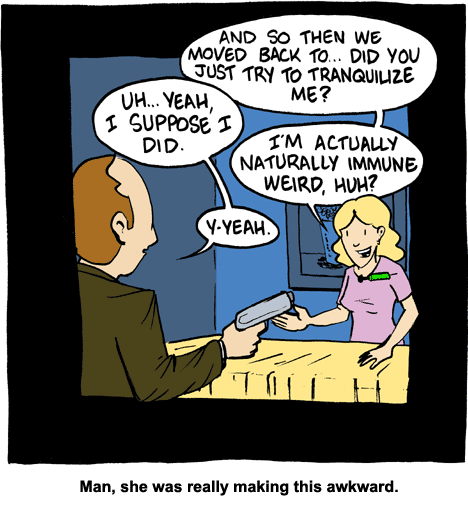 AND SO THEN WE
MOVED BACK TO... DID YOU
JUST TRY TO TRANQUILIZE
ME?
UH... YEAH,
I SUPPOSE I
DID.
I'M ACTUALLY
NATURALLY IMMUNE
WEIRD, HUH?
Y-YEAH.
Man, she was really making this awkward.